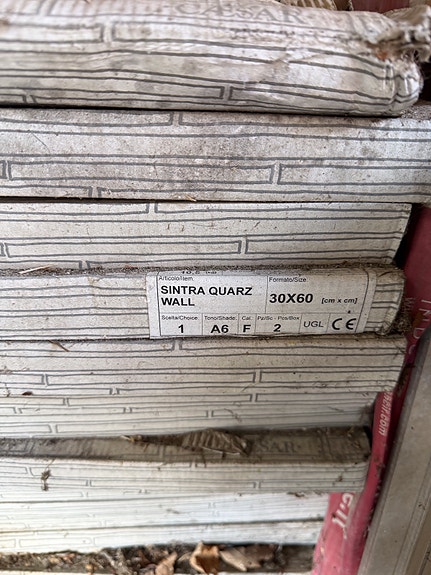 CAESAR
Articolo/Item. Formato/Size.
SINTRA QUARZ
WALL
30X60 [cm x cm]
Scelta/Choice. Tono/Shade. Cal. Pz/Sc - Pcs/Box
1 A6 F 2 UGL CE